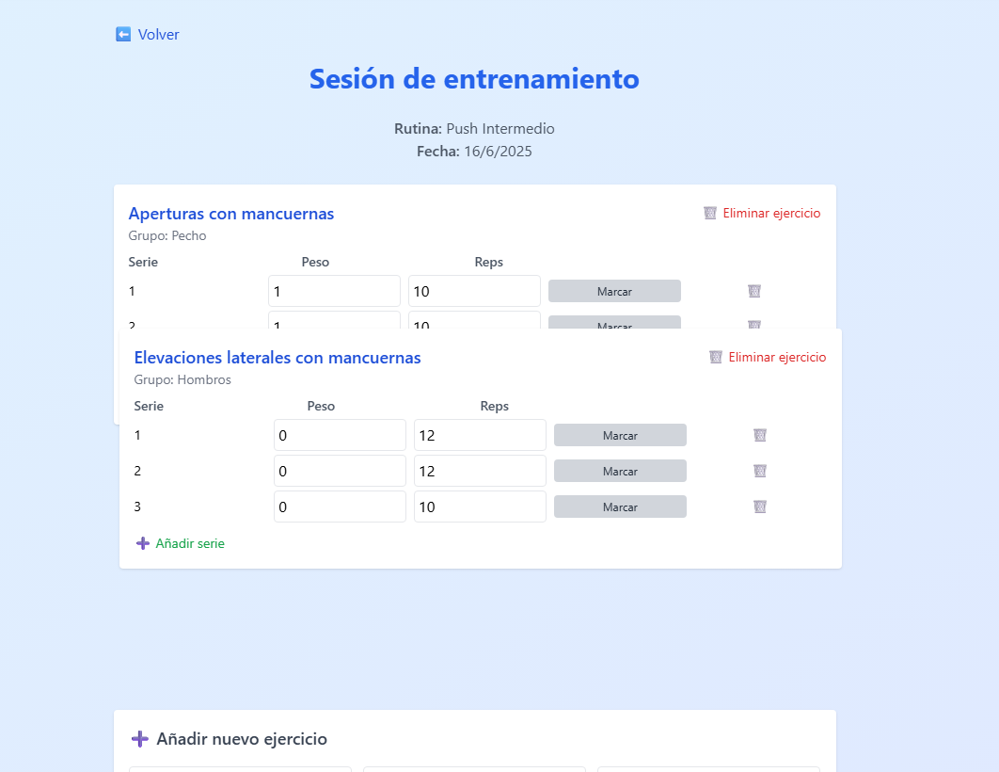 Volver
Sesión de entrenamiento
Rutina: Push Intermedio
Fecha: 16/6/2025
Aperturas con mancuernas Eliminar ejercicio
Grupo: Pecho
Serie Peso Reps
1 1 10 Marcar
2 1 10 Marcar
Elevaciones laterales con mancuernas Eliminar ejercicio
Grupo: Hombros
Serie Peso Reps
1 0 12 Marcar
2 0 12 Marcar
3 0 10 Marcar
Añadir serie
Añadir nuevo ejercicio